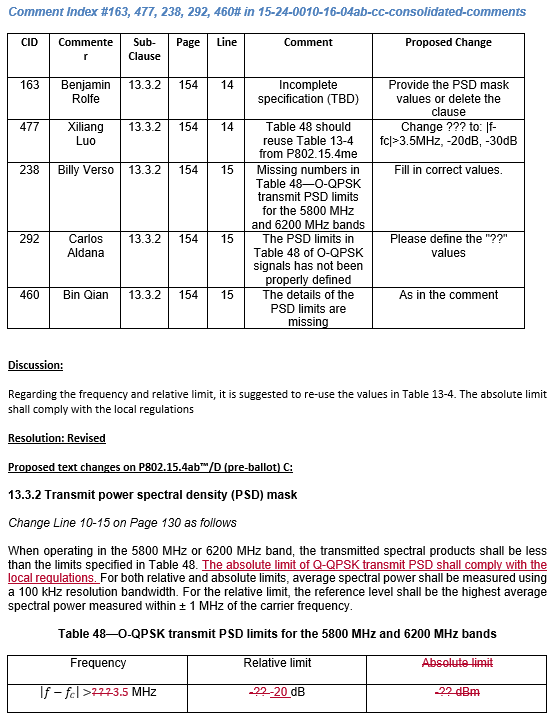 Comment Index #163, 477, 238, 292, 460# in 15-24-0010-16-04ab-cc-consolidated-comments
CID Commente r Sub-Clause Page Line Comment Proposed Change
163 Benjamin Rolfe 13.3.2 154 14 Incomplete specification (TBD) Provide the PSD mask values or delete the clause
477 Xiliang Luo 13.3.2 154 14 Table 48 should reuse Table 13-4 from P802.15.4me Change ??? to: |f-fc|>3.5MHz, -20dB, -30dB
238 Billy Verso 13.3.2 154 15 Missing numbers in Table 48—O-QPSK transmit PSD limits for the 5800 MHz and 6200 MHz bands Fill in correct values.
292 Carlos Aldana 13.3.2 154 15 The PSD limits in Table 48 of O-QPSK signals has not been properly defined Please define the "??" values
460 Bin Qian 13.3.2 154 15 The details of the PSD limits are missing As in the comment
Discussion:
Regarding the frequency and relative limit, it is suggested to re-use the values in Table 13-4. The absolute limit
shall comply with the local regulations
Resolution: Revised
Proposed text changes on P802.15.4ab™/D (pre-ballot) C:
13.3.2 Transmit power spectral density (PSD) mask
Change Line 10-15 on Page 130 as follows
When operating in the 5800 MHz or 6200 MHz band, the transmitted spectral products shall be less
than the limits specified in Table 48. The absolute limit of Q-QPSK transmit PSD shall comply with the
local regulations. For both relative and absolute limits, average spectral power shall be measured using
a 100 kHz resolution bandwidth. For the relative limit, the reference level shall be the highest average
spectral power measured within ± 1 MHz of the carrier frequency.
Table 48—O-QPSK transmit PSD limits for the 5800 MHz and 6200 MHz bands
Frequency Relative limit Absolute limit
|f − fc| >???3.5 MHz -??-20 dB -?? dBm